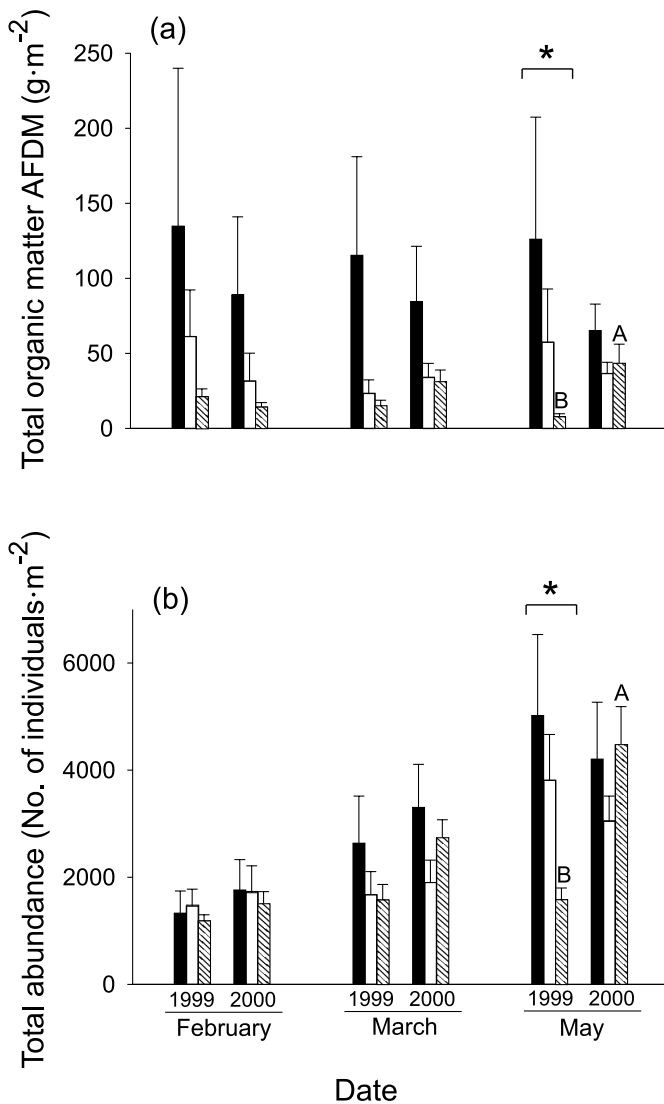 (a)
Total organic matter AFDM (g·m⁻²)
250
200
150
100
50
0
*
B
A
(b)
Total abundance (No. of individuals·m⁻²)
6000
4000
2000
0
*
B
A
1999 2000 1999 2000 1999 2000
February March May
Date